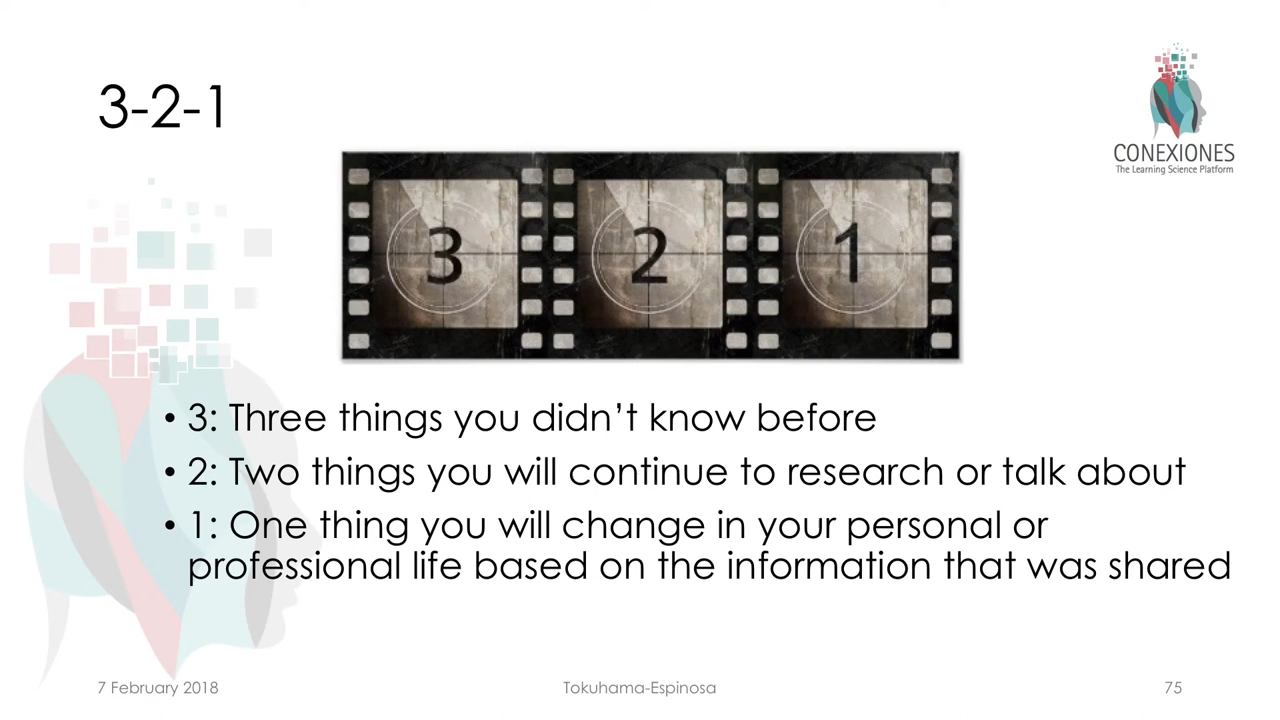 3-2-1
CONEXIONES
The Learning Science Platform
3 2 1
• 3: Three things you didn’t know before
• 2: Two things you will continue to research or talk about
• 1: One thing you will change in your personal or
professional life based on the information that was shared
7 February 2018 Tokuhama-Espinosa 75